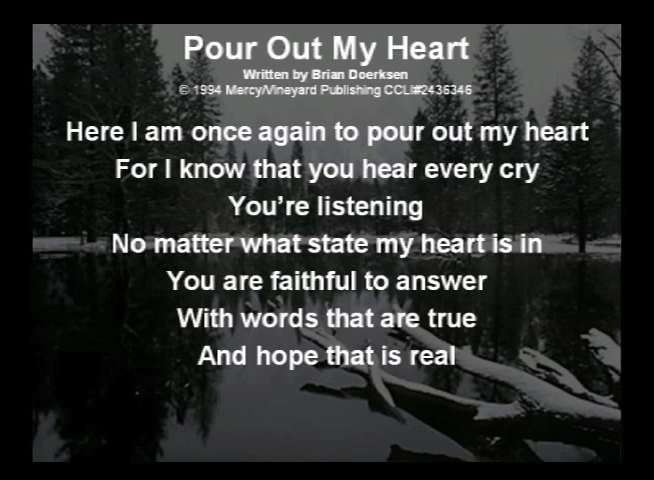 Pour Out My Heart
Written by Brian Doerksen
© 1994 Mercy/Vineyard Publishing CCLI#2436346
Here I am once again to pour out my heart
For I know that you hear every cry
You're listening
No matter what state my heart is in
You are faithful to answer
With words that are true
And hope that is real